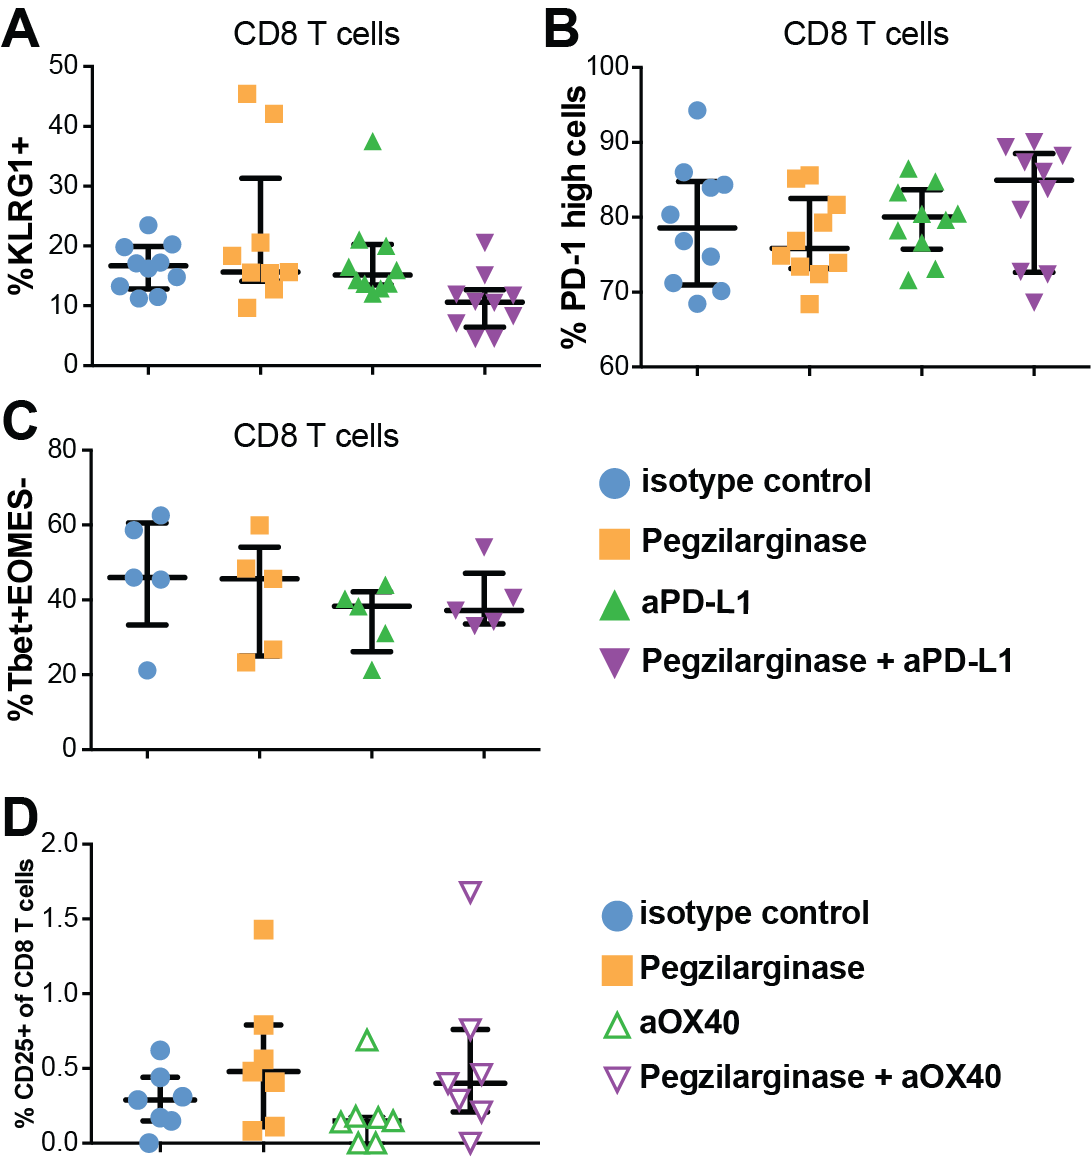 A
CD8 T cells
%KLRG1+
50
40
30
20
10
0
B
CD8 T cells
% PD-1 high cells
100
90
80
70
60
C
CD8 T cells
%Tbet+EOMES-
80
60
40
20
0
isotype control
Pegzilarginase
aPD-L1
Pegzilarginase + aPD-L1
D
% CD25+ of CD8 T cells
2.0
1.5
1.0
0.5
0.0
isotype control
Pegzilarginase
aOX40
Pegzilarginase + aOX40